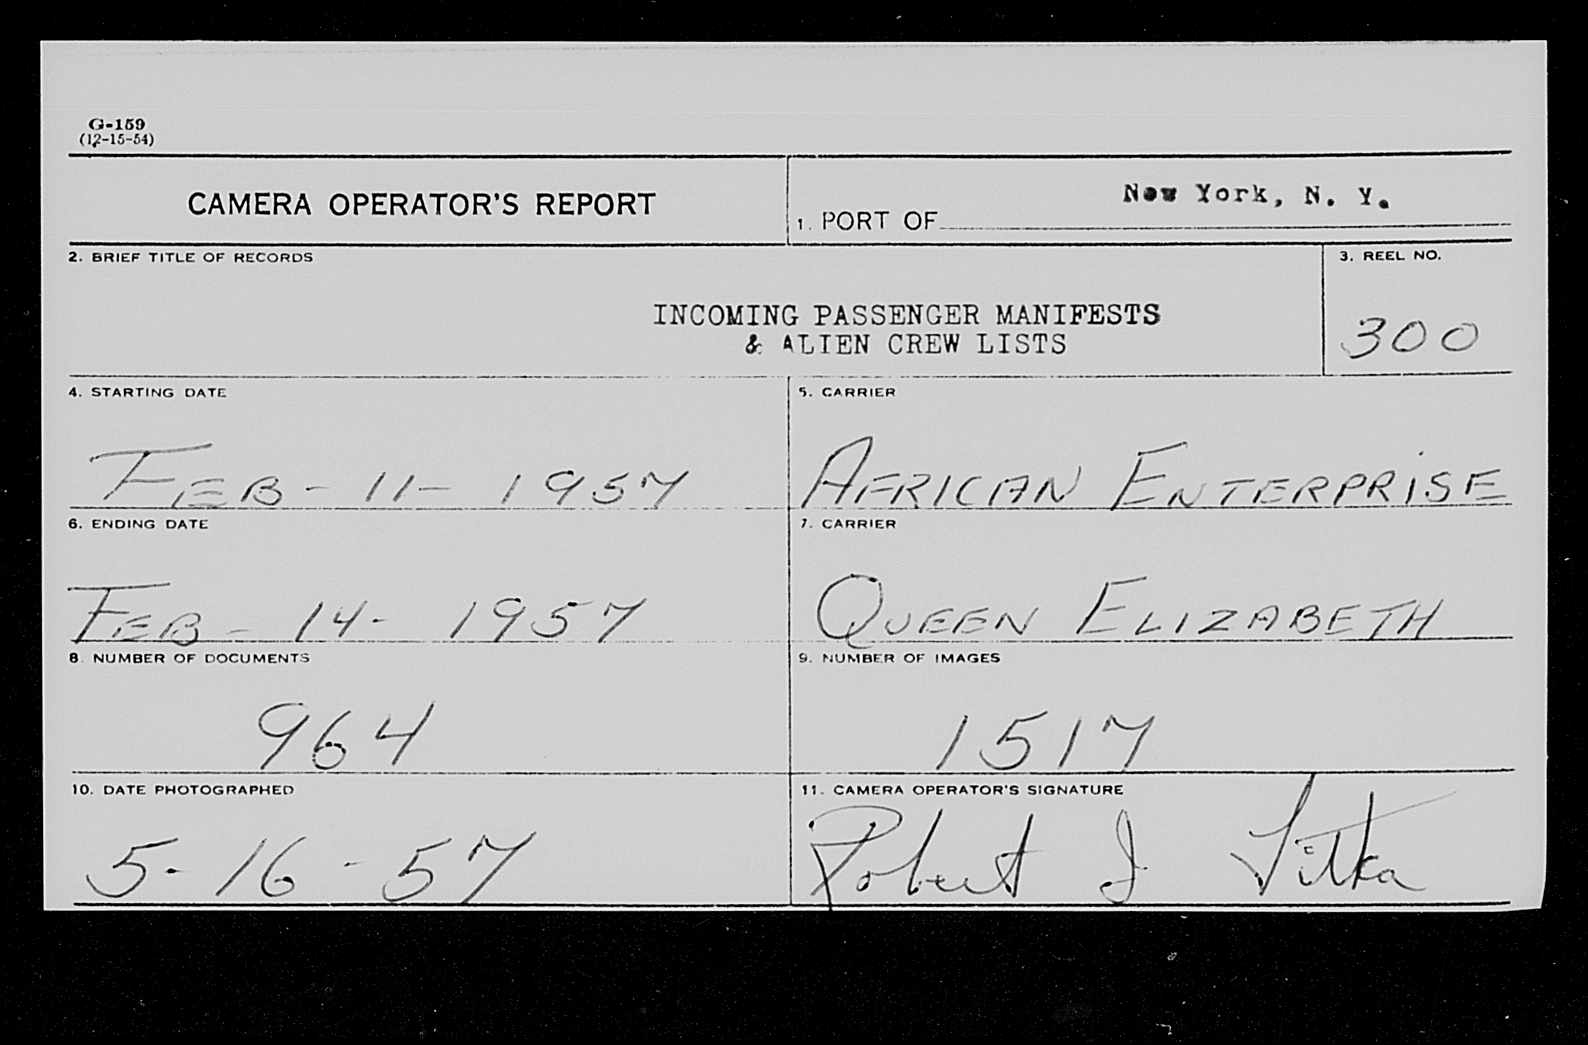 G-159
(12-15-54)
CAMERA OPERATOR'S REPORT
1. PORT OF New York, N. Y.
2. BRIEF TITLE OF RECORDS
INCOMING PASSENGER MANIFESTS
& ALIEN CREW LISTS
3. REEL NO.
300
4. STARTING DATE
FEB - 11 - 1957
5. CARRIER
AFRICAN ENTERPRISE
6. ENDING DATE
FEB - 14 - 1957
7. CARRIER
QUEEN ELIZABETH
8. NUMBER OF DOCUMENTS
964
9. NUMBER OF IMAGES
1517
10. DATE PHOTOGRAPHED
5-16-57
11. CAMERA OPERATOR'S SIGNATURE
Robert J